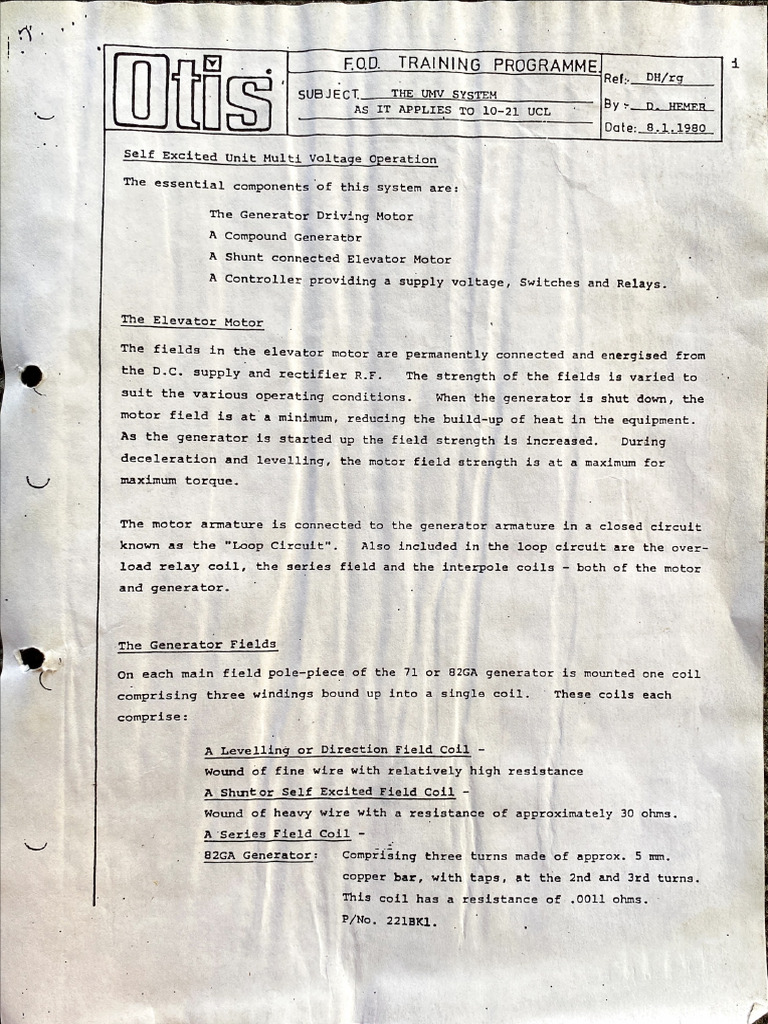 Otis
F.O.D. TRAINING PROGRAMME.
SUBJECT THE UMV SYSTEM
AS IT APPLIES TO 10-21 UCL
Ref:- DH/rg
By :- D. HEMER
Date: 8.1.1980
1
Self Excited Unit Multi Voltage Operation
The essential components of this system are:
The Generator Driving Motor
A Compound Generator
A Shunt connected Elevator Motor
A Controller providing a supply voltage, Switches and Relays.
The Elevator Motor
The fields in the elevator motor are permanently connected and energised from
the D.C. supply and rectifier R.F. The strength of the fields is varied to
suit the various operating conditions. When the generator is shut down, the
motor field is at a minimum, reducing the build-up of heat in the equipment.
As the generator is started up the field strength is increased. During
deceleration and levelling, the motor field strength is at a maximum for
maximum torque.
The motor armature is connected to the generator armature in a closed circuit
known as the "Loop Circuit". Also included in the loop circuit are the over-
load relay coil, the series field and the interpole coils - both of the motor
and generator.
The Generator Fields
On each main field pole-piece of the 71 or 82GA generator is mounted one coil
comprising three windings bound up into a single coil. These coils each
comprise:
A Levelling or Direction Field Coil -
Wound of fine wire with relatively high resistance
A Shunt or Self Excited Field Coil -
Wound of heavy wire with a resistance of approximately 30 ohms.
A Series Field Coil -
82GA Generator: Comprising three turns made of approx. 5 mm.
copper bar, with taps, at the 2nd and 3rd turns.
This coil has a resistance of .0011 ohms.
P/No. 221BK1.